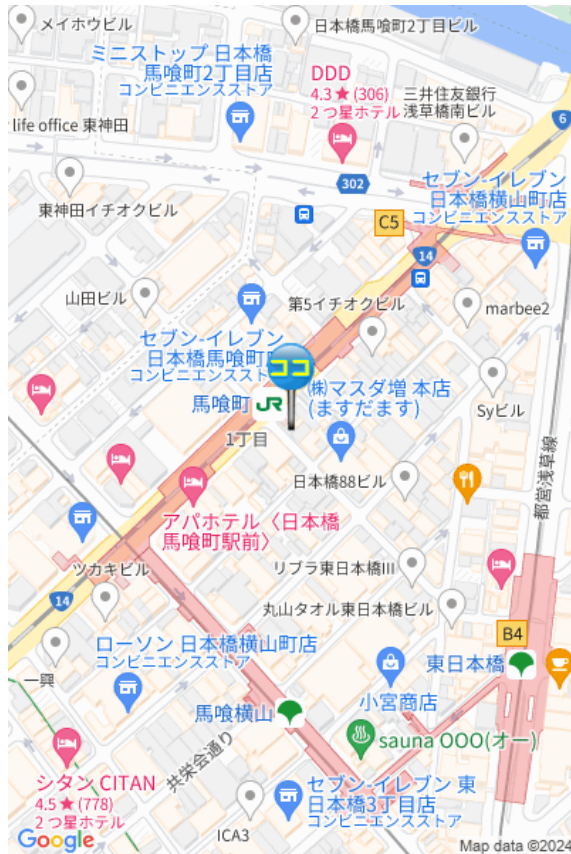 メイホウビル
日本橋馬喰町2丁目ビル
ミニストップ 日本橋
馬喰町2丁目店
コンビニエンスストア
DDD
4.3★(306)
2つ星ホテル
三井住友銀行
浅草橋南ビル
6
life office 東神田
302
セブン-イレブン
日本橋横山町店
コンビニエンスストア
東神田イチオクビル
C5
14
山田ビル
第5イチオクビル
marbee2
セブン-イレブン
日本橋馬喰町
コンビニエンススト
ココ
馬喰町
JR
㈱マスダ増 本店
(ますだます)
Syビル
1丁目
日本橋88ビル
都営浅草線
アパホテル〈日本橋
馬喰町駅前〉
ツカキビル
リブラ東日本橋III
14
丸山タオル東日本橋ビル
B4
ローソン 日本橋横山町店
コンビニエンスストア
東日本橋
一興
小宮商店
馬喰横山
共栄会通り
sauna OOO(オー)
シタン CITAN
4.5★(778)
2つ星ホテル
セブン-イレブン 東
日本橋3丁目店
コンビニエンスストア
ICA3
Google
Map data ©2024